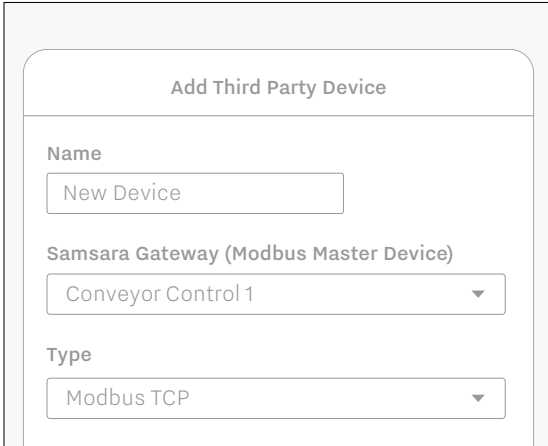 Add Third Party Device
Name
New Device
Samsara Gateway (Modbus Master Device)
Conveyor Control 1
Type
Modbus TCP